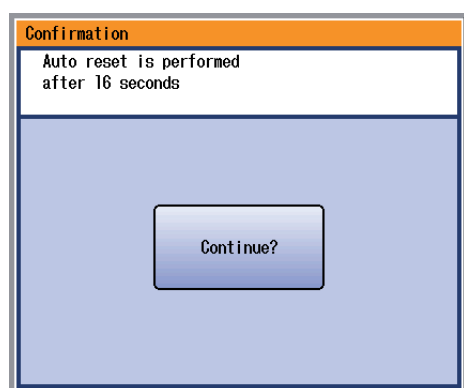 Confirmation
Auto reset is performed
after 16 seconds
Continue?